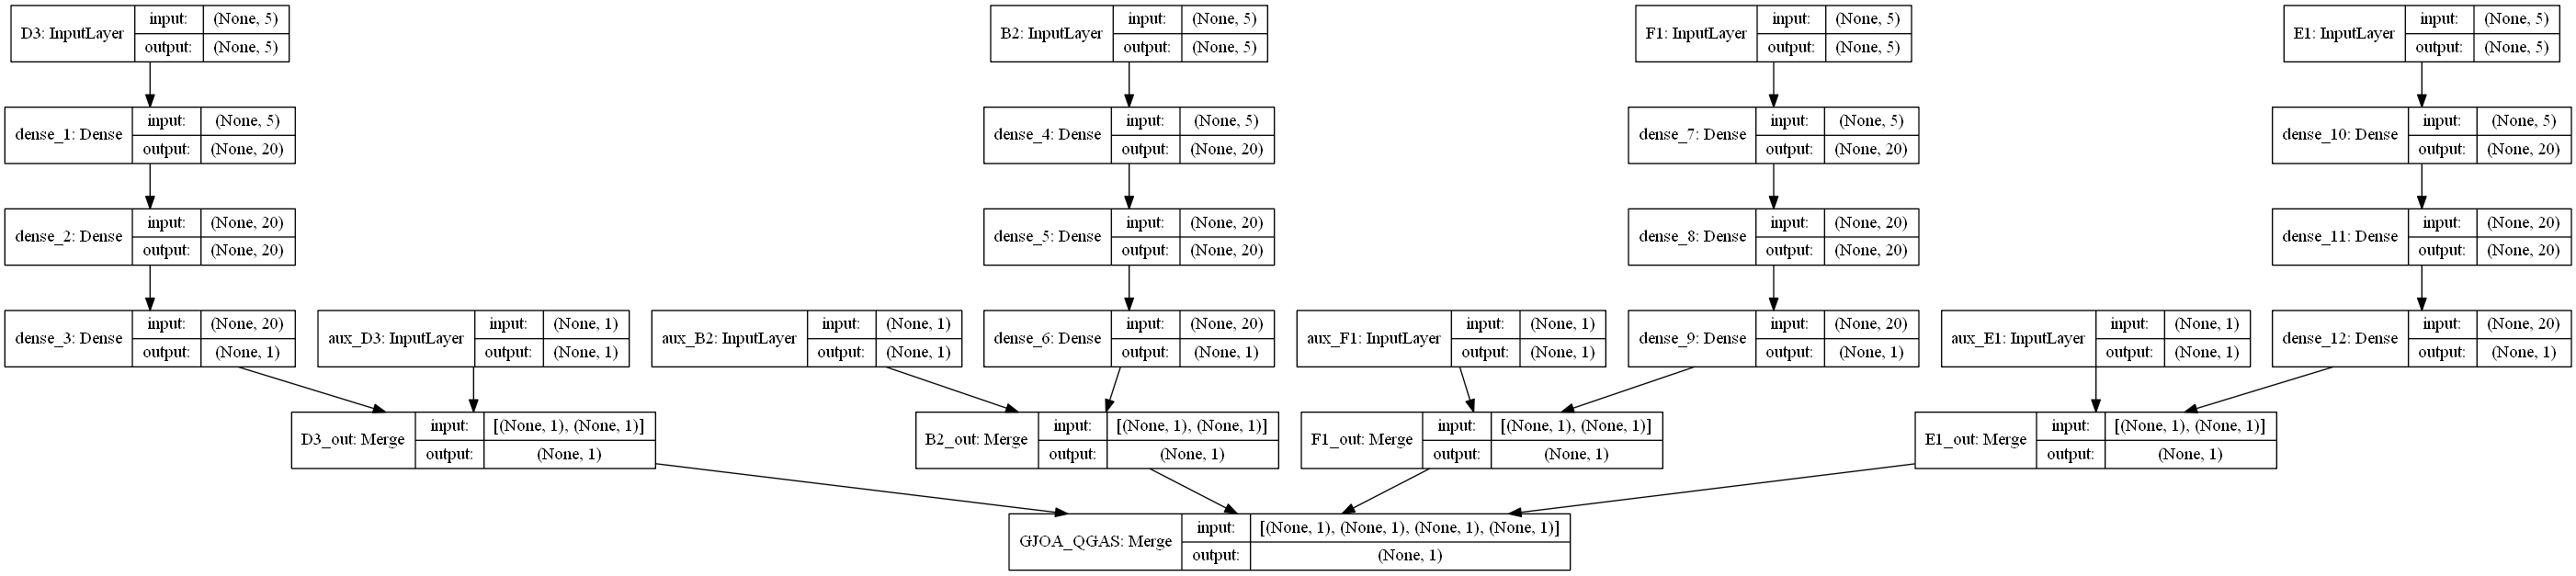 D3: InputLayer input: (None, 5) output: (None, 5)
B2: InputLayer input: (None, 5) output: (None, 5)
F1: InputLayer input: (None, 5) output: (None, 5)
E1: InputLayer input: (None, 5) output: (None, 5)
dense_1: Dense input: (None, 5) output: (None, 20)
dense_4: Dense input: (None, 5) output: (None, 20)
dense_7: Dense input: (None, 5) output: (None, 20)
dense_10: Dense input: (None, 5) output: (None, 20)
dense_2: Dense input: (None, 20) output: (None, 20)
dense_5: Dense input: (None, 20) output: (None, 20)
dense_8: Dense input: (None, 20) output: (None, 20)
dense_11: Dense input: (None, 20) output: (None, 20)
dense_3: Dense input: (None, 20) output: (None, 1)
aux_D3: InputLayer input: (None, 1) output: (None, 1)
aux_B2: InputLayer input: (None, 1) output: (None, 1)
dense_6: Dense input: (None, 20) output: (None, 1)
aux_F1: InputLayer input: (None, 1) output: (None, 1)
dense_9: Dense input: (None, 20) output: (None, 1)
aux_E1: InputLayer input: (None, 1) output: (None, 1)
dense_12: Dense input: (None, 20) output: (None, 1)
D3_out: Merge input: [(None, 1), (None, 1)] output: (None, 1)
B2_out: Merge input: [(None, 1), (None, 1)] output: (None, 1)
F1_out: Merge input: [(None, 1), (None, 1)] output: (None, 1)
E1_out: Merge input: [(None, 1), (None, 1)] output: (None, 1)
GJOA_QGAS: Merge input: [(None, 1), (None, 1), (None, 1), (None, 1)] output: (None, 1)